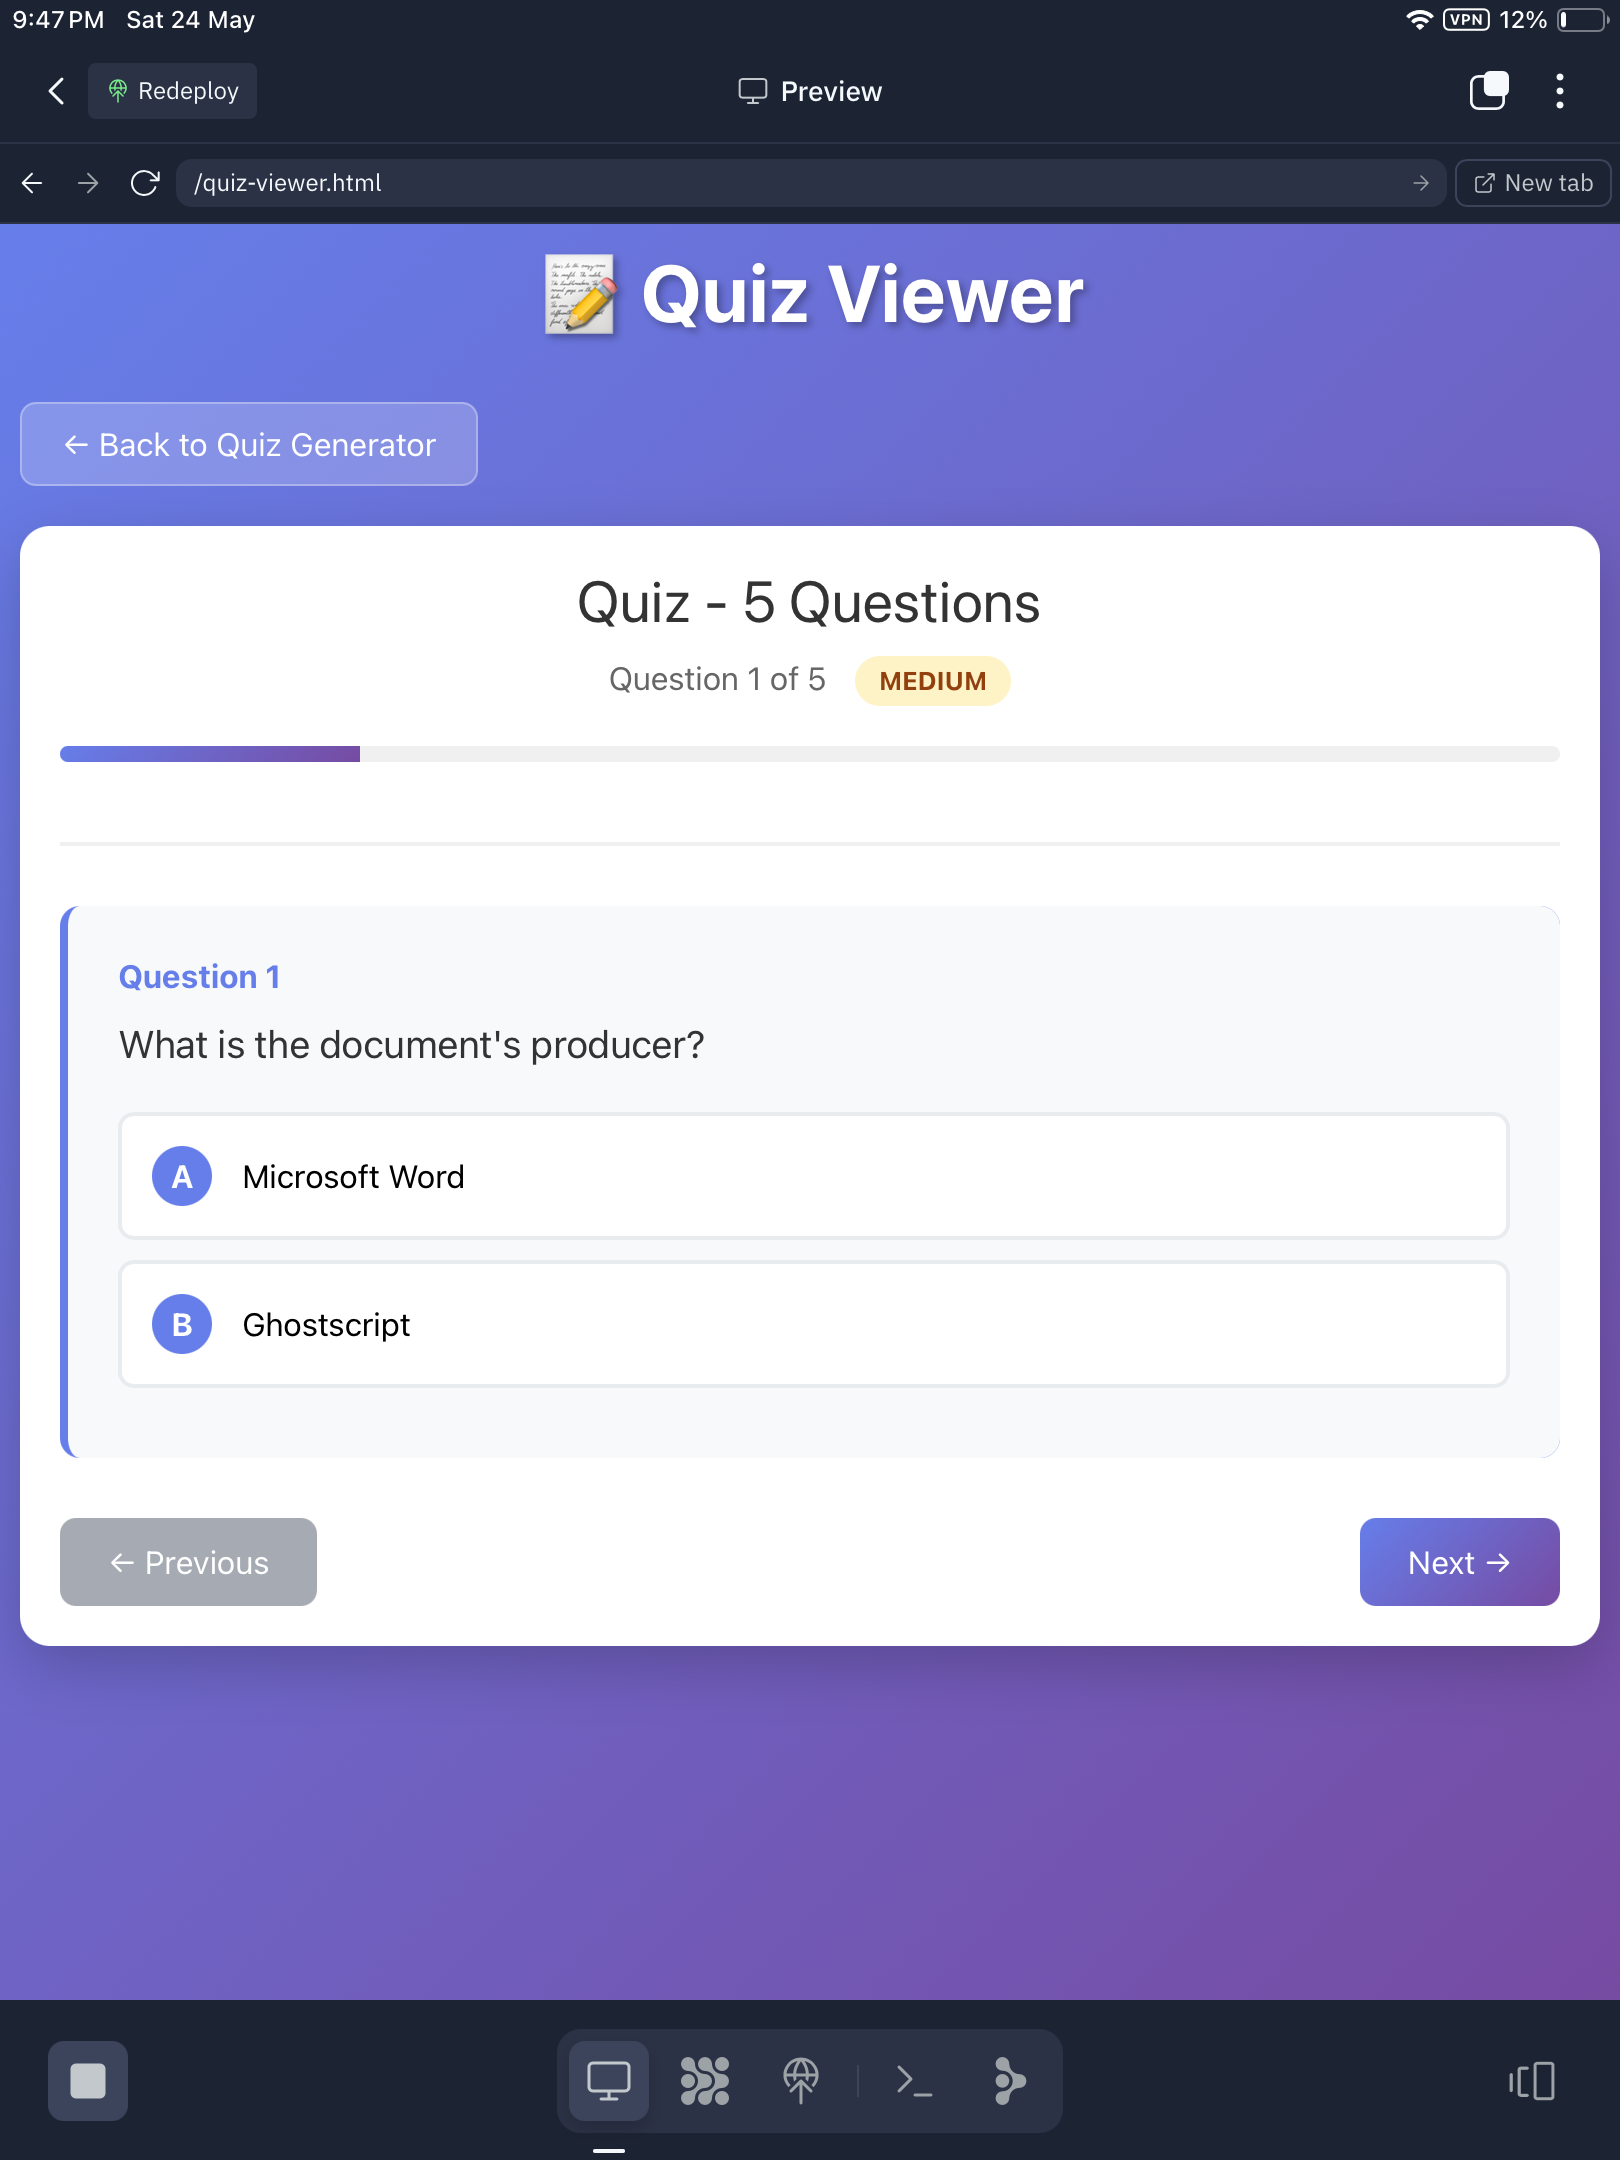 9:47 PM Sat 24 May
VPN 12%
Redeploy
Preview
/quiz-viewer.html
New tab
Quiz Viewer
← Back to Quiz Generator
Quiz - 5 Questions
Question 1 of 5 MEDIUM
Question 1
What is the document's producer?
A Microsoft Word
B Ghostscript
← Previous
Next →